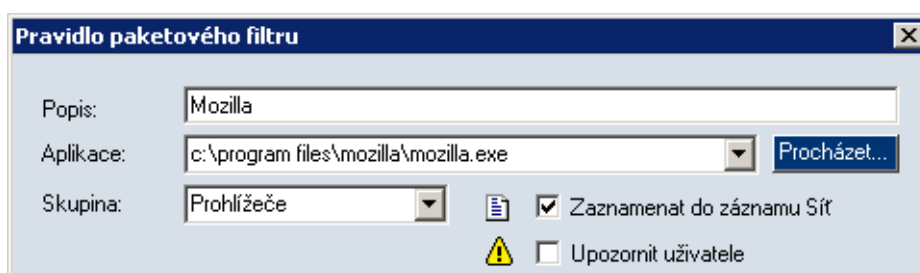 Pravidlo paketového filtru
Popis: Mozilla
Aplikace: c:\program files\mozilla\mozilla.exe Procházet...
Skupina: Prohlížeče Zaznamenat do záznamu Síť
Upozornit uživatele